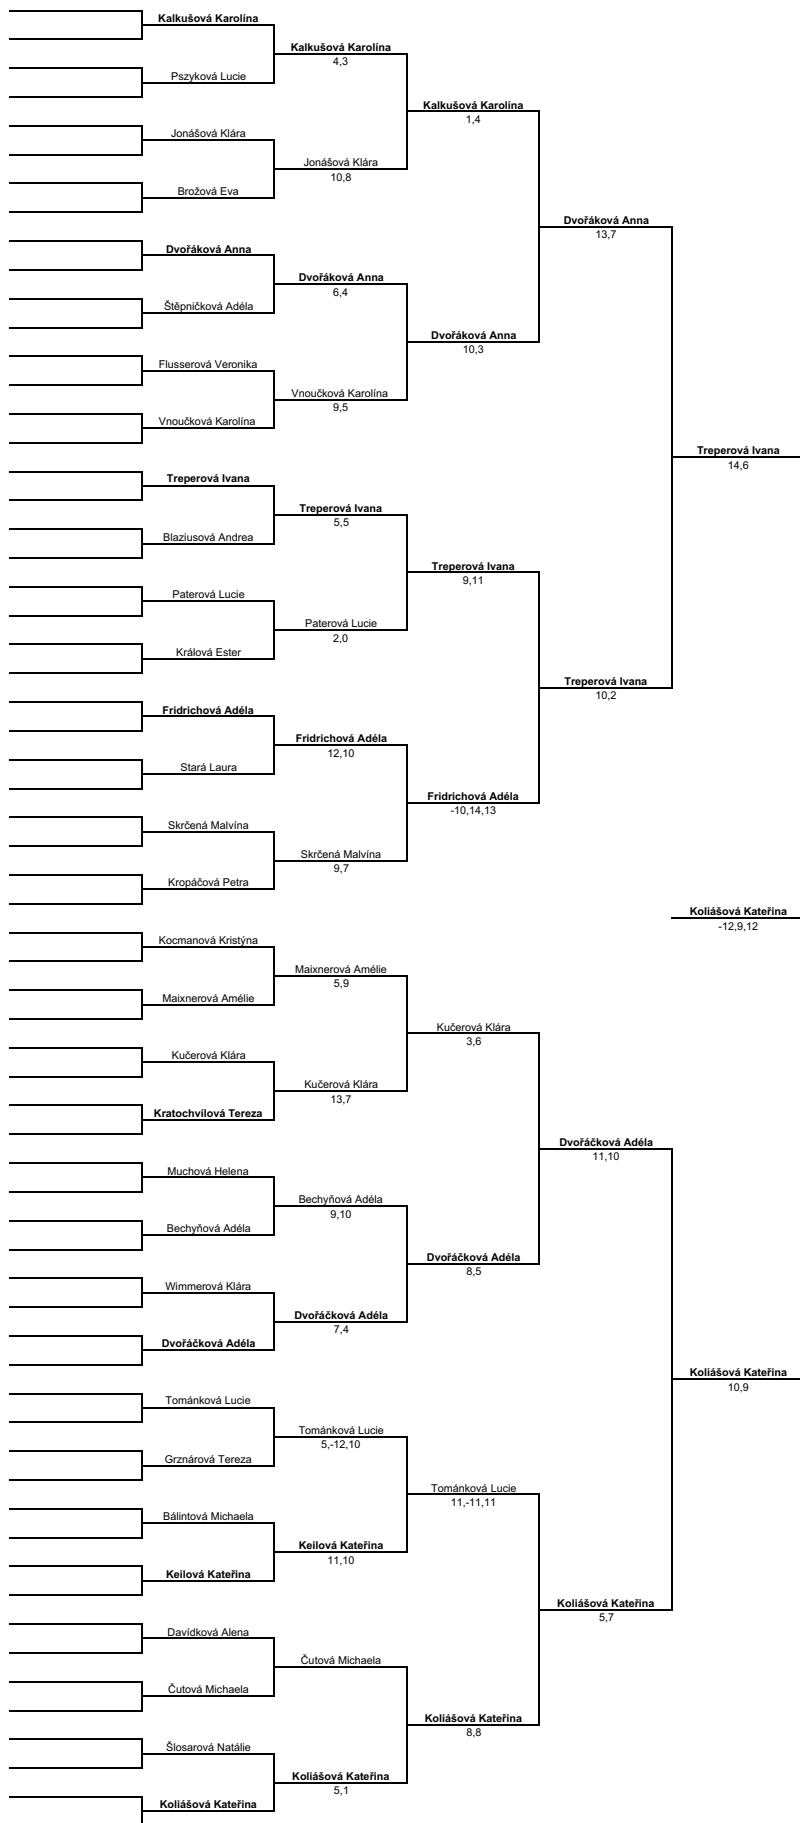 Kalkušová Karolína
Kalkušová Karolína
4,3
Pszyková Lucie
Kalkušová Karolína
1,4
Jonášová Klára
Jonášová Klára
10,8
Brožová Eva
Dvořáková Anna
13,7
Dvořáková Anna
Dvořáková Anna
6,4
Štěpničková Adéla
Dvořáková Anna
10,3
Flusserová Veronika
Vnoučková Karolína
9,5
Vnoučková Karolína
Treperová Ivana
14,6
Treperová Ivana
Treperová Ivana
5,5
Blaziusová Andrea
Treperová Ivana
9,11
Paterová Lucie
Paterová Lucie
2,0
Králová Ester
Treperová Ivana
10,2
Fridrichová Adéla
Fridrichová Adéla
12,10
Stará Laura
Fridrichová Adéla
-10,14,13
Skrčená Malvína
Skrčená Malvína
9,7
Kropáčová Petra
Koliášová Kateřina
-12,9,12
Kocmanová Kristýna
Maixnerová Amélie
5,9
Maixnerová Amélie
Kučerová Klára
3,6
Kučerová Klára
Kučerová Klára
13,7
Kratochvílová Tereza
Dvořáčková Adéla
11,10
Muchová Helena
Bechyňová Adéla
9,10
Bechyňová Adéla
Dvořáčková Adéla
8,5
Wimmerová Klára
Dvořáčková Adéla
7,4
Dvořáčková Adéla
Koliášová Kateřina
10,9
Tománková Lucie
Tománková Lucie
5,-12,10
Grznárová Tereza
Tománková Lucie
11,-11,11
Bálintová Michaela
Keilová Kateřina
11,10
Keilová Kateřina
Koliášová Kateřina
5,7
Davídková Alena
Čutová Michaela
Čutová Michaela
Koliášová Kateřina
8,8
Šlosarová Natálie
Koliášová Kateřina
5,1
Koliášová Kateřina